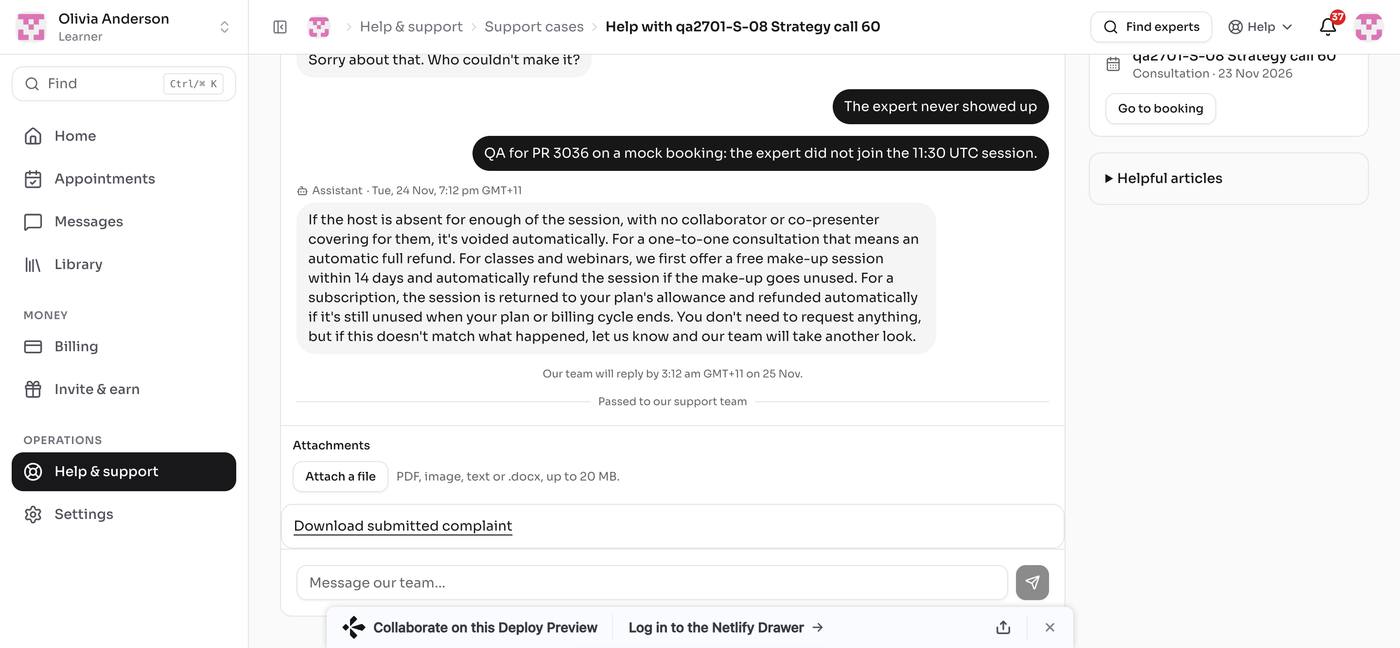 Olivia Anderson
Learner
Find
Ctrl/⌘ K
Home
Appointments
Messages
Library
MONEY
Billing
Invite & earn
OPERATIONS
Help & support
Settings
Help & support
Support cases
Help with qa2701-S-08 Strategy call 60
Find experts
Help
37
Sorry about that. Who couldn't make it?
The expert never showed up
QA for PR 3036 on a mock booking: the expert did not join the 11:30 UTC session.
Assistant · Tue, 24 Nov, 7:12 pm GMT+11
If the host is absent for enough of the session, with no collaborator or co-presenter
covering for them, it's voided automatically. For a one-to-one consultation that means an
automatic full refund. For classes and webinars, we first offer a free make-up session
within 14 days and automatically refund the session if the make-up goes unused. For a
subscription, the session is returned to your plan's allowance and refunded automatically
if it's still unused when your plan or billing cycle ends. You don't need to request anything,
but if this doesn't match what happened, let us know and our team will take another look.
Our team will reply by 3:12 am GMT+11 on 25 Nov.
Passed to our support team
Attachments
Attach a file
PDF, image, text or .docx, up to 20 MB.
Download submitted complaint
Message our team...
qa2701-S-08 Strategy call 60
Consultation · 23 Nov 2026
Go to booking
Helpful articles
Collaborate on this Deploy Preview
Log in to the Netlify Drawer →